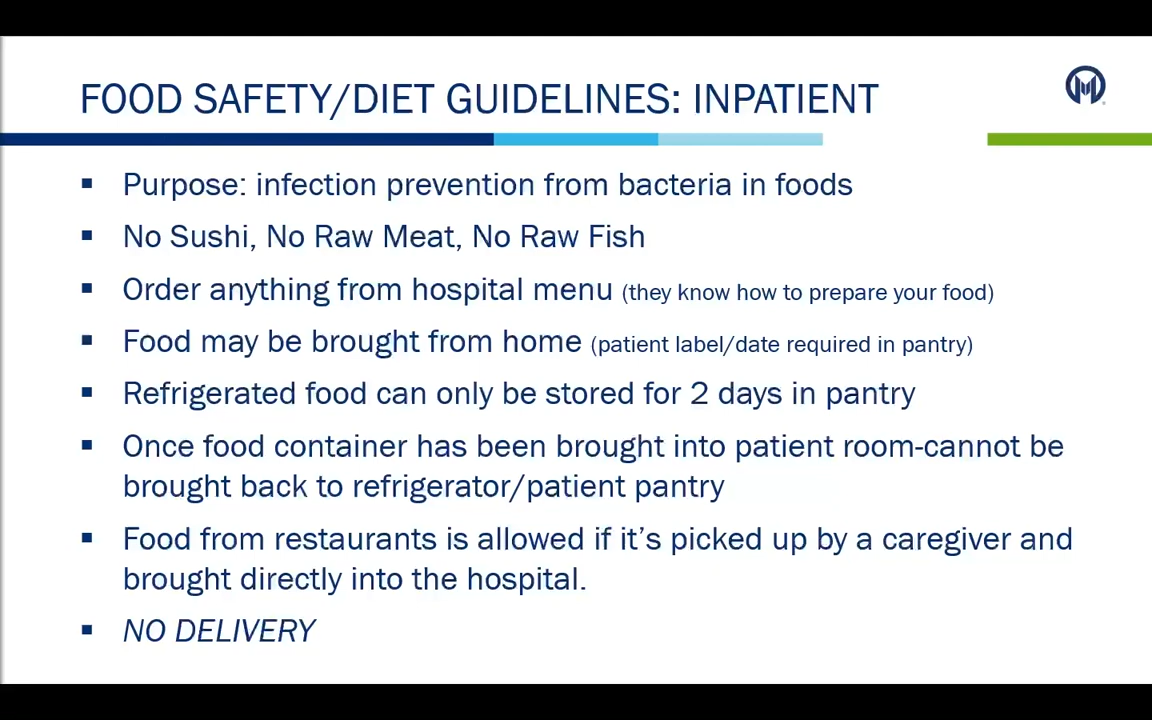 FOOD SAFETY/DIET GUIDELINES: INPATIENT
▪ Purpose: infection prevention from bacteria in foods
▪ No Sushi, No Raw Meat, No Raw Fish
▪ Order anything from hospital menu (they know how to prepare your food)
▪ Food may be brought from home (patient label/date required in pantry)
▪ Refrigerated food can only be stored for 2 days in pantry
▪ Once food container has been brought into patient room-cannot be
brought back to refrigerator/patient pantry
▪ Food from restaurants is allowed if it’s picked up by a caregiver and
brought directly into the hospital.
▪ NO DELIVERY